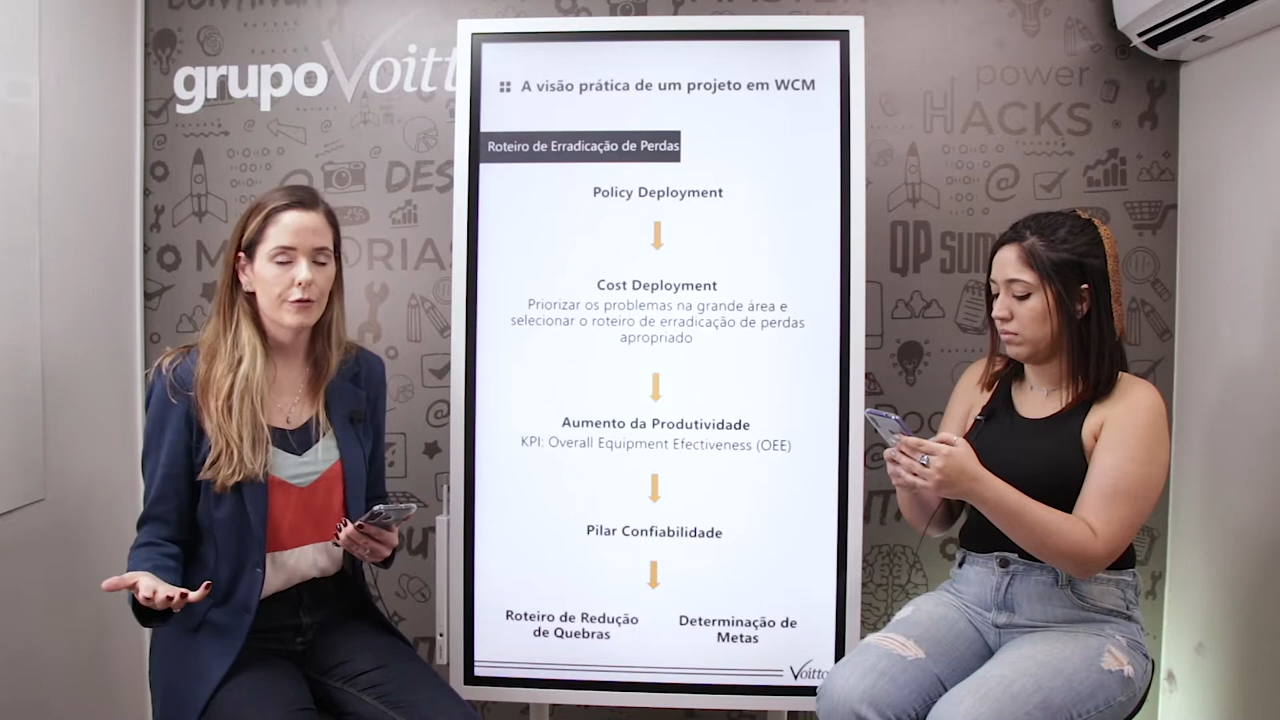 grupo Voitto
A visão prática de um projeto em WCM
Roteiro de Erradicação de Perdas
Policy Deployment
Cost Deployment
Priorizar os problemas na grande área e
selecionar o roteiro de erradicação de perdas
apropriado
Aumento da Produtividade
KPI: Overall Equipment Efectiveness (OEE)
Pilar Confiabilidade
Roteiro de Redução
de Quebras
Determinação de
Metas
Voitto
power
HACKS
QP SUM
DES